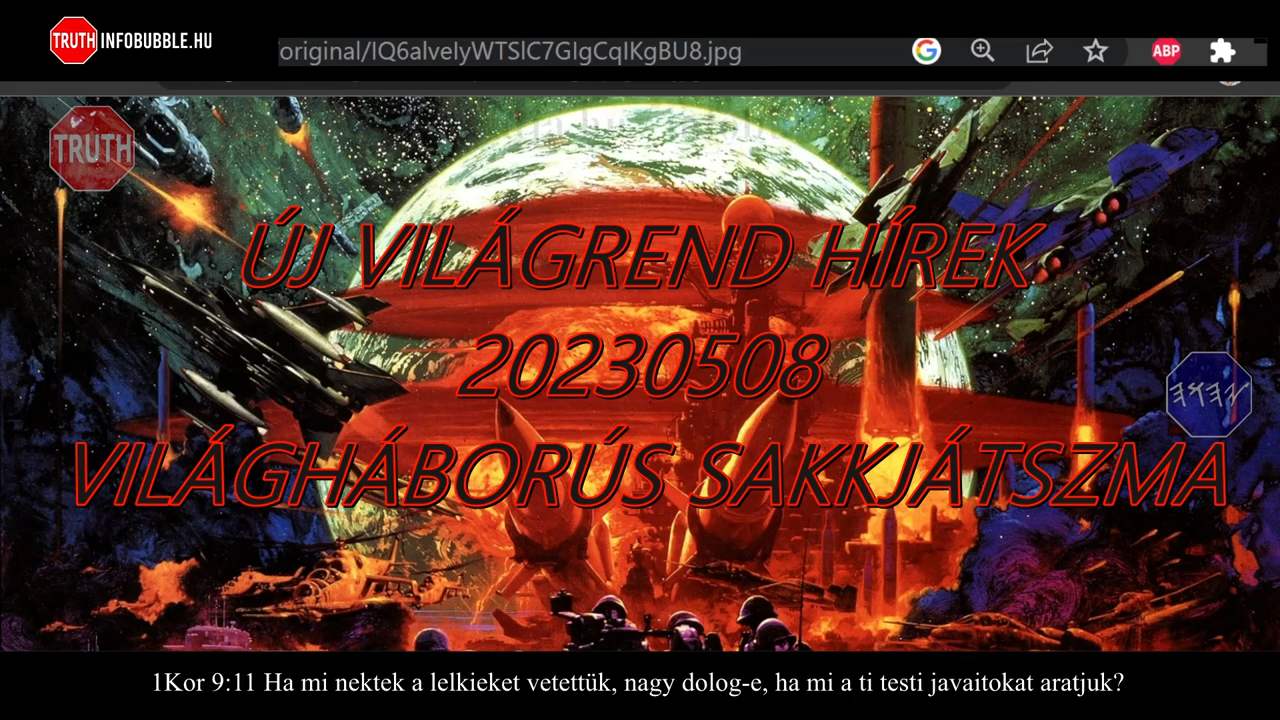 TRUTH INFOBUBBLE.HU
original/IQ6alveIyWTSlC7GIgCqIKgBU8.jpg
ABP
TRUTH
ÚJ VILÁGREND HÍREK
20230508
VILÁGHÁBORÚS SAKKJÁTSZMA
1Kor 9:11 Ha mi nektek a lelkieket vetettük, nagy dolog-e, ha mi a ti testi javaitokat aratjuk?